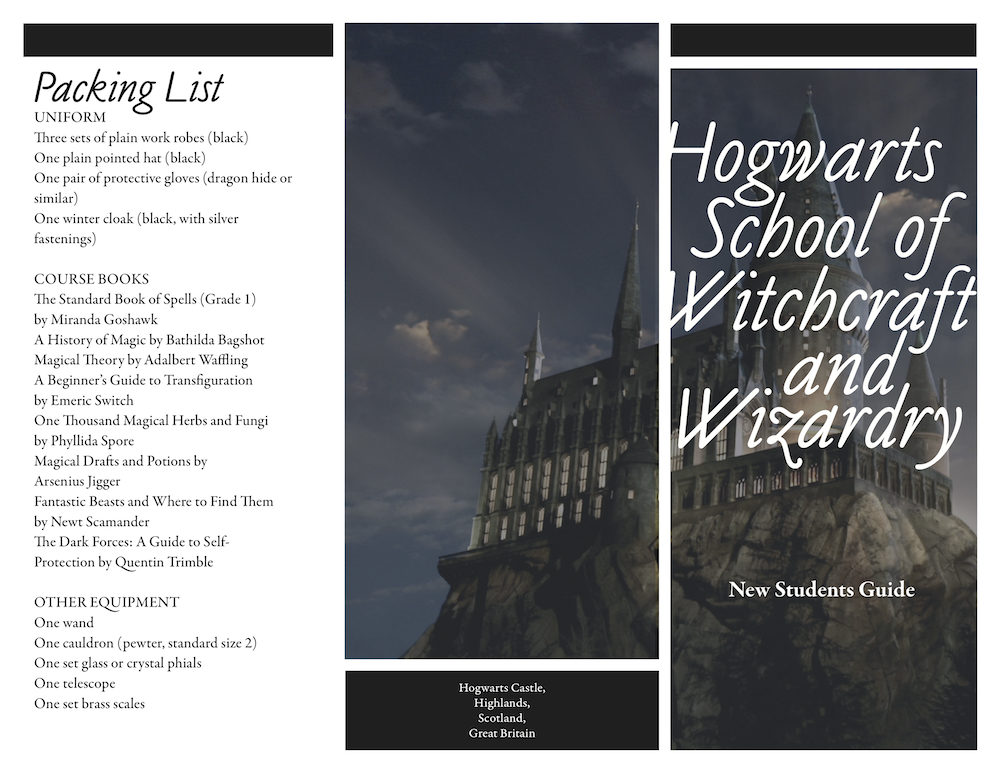 Packing List
UNIFORM
Three sets of plain work robes (black)
One plain pointed hat (black)
One pair of protective gloves (dragon hide or
similar)
One winter cloak (black, with silver
fastenings)
COURSE BOOKS
The Standard Book of Spells (Grade 1)
by Miranda Goshawk
A History of Magic by Bathilda Bagshot
Magical Theory by Adalbert Waffling
A Beginner’s Guide to Transfiguration
by Emeric Switch
One Thousand Magical Herbs and Fungi
by Phyllida Spore
Magical Drafts and Potions by
Arsenius Jigger
Fantastic Beasts and Where to Find Them
by Newt Scamander
The Dark Forces: A Guide to Self-
Protection by Quentin Trimble
OTHER EQUIPMENT
One wand
One cauldron (pewter, standard size 2)
One set glass or crystal phials
One telescope
One set brass scales
Hogwarts Castle,
Highlands,
Scotland,
Great Britain
Hogwarts
School of
Witchcraft
and
Wizardry
New Students Guide